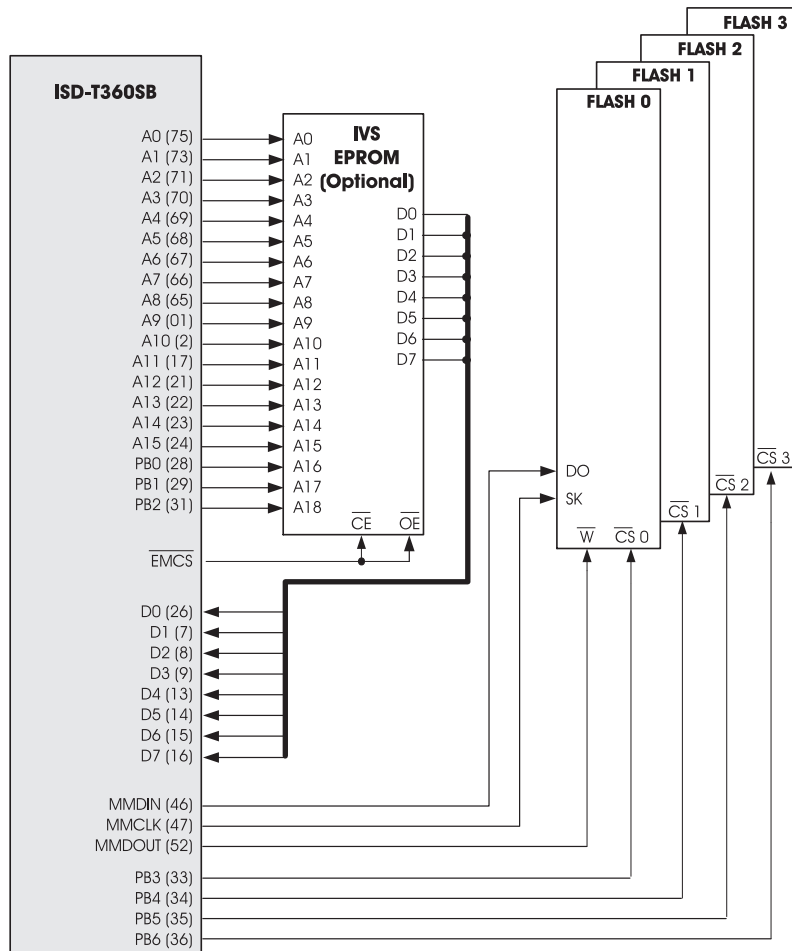 FLASH 3
FLASH 2
FLASH 1
FLASH 0
ISD-T360SB
IVS
EPROM
(Optional)
A0 (75)
A1 (73)
A2 (71)
A3 (70)
A4 (69)
A5 (68)
A6 (67)
A7 (66)
A8 (65)
A9 (01)
A10 (2)
A11 (17)
A12 (21)
A13 (22)
A14 (23)
A15 (24)
PB0 (28)
PB1 (29)
PB2 (31)
EMCS
A0
A1
A2
A3
A4
A5
A6
A7
A8
A9
A10
A11
A12
A13
A14
A15
A16
A17
A18
D0
D1
D2
D3
D4
D5
D6
D7
CE
OE
D0 (26)
D1 (7)
D2 (8)
D3 (9)
D4 (13)
D5 (14)
D6 (15)
D7 (16)
MMDIN (46)
MMCLK (47)
MMDOUT (52)
PB3 (33)
PB4 (34)
PB5 (35)
PB6 (36)
DO
SK
W
CS 0
CS 1
CS 2
CS 3